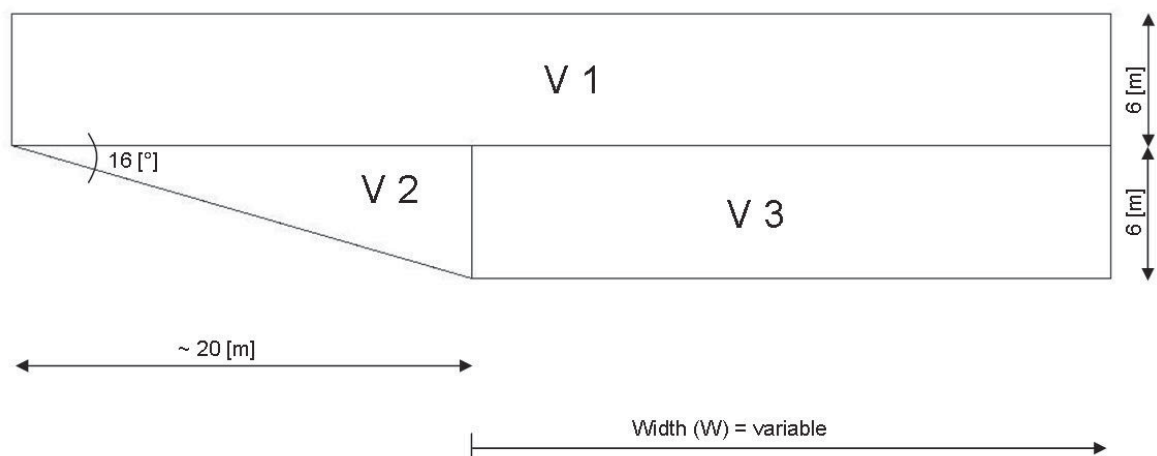 V 1
6 [m]
16 [°]
V 2
V 3
6 [m]
~ 20 [m]
Width (W) = variable